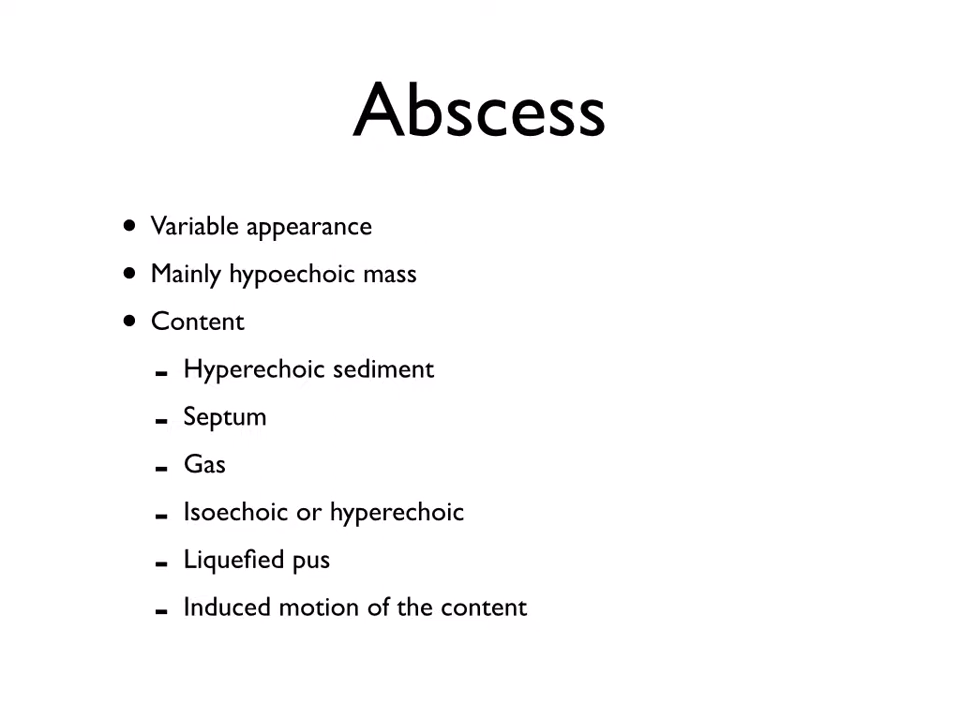 Abscess
• Variable appearance
• Mainly hypoechoic mass
• Content
- Hyperechoic sediment
- Septum
- Gas
- Isoechoic or hyperechoic
- Liquefied pus
- Induced motion of the content